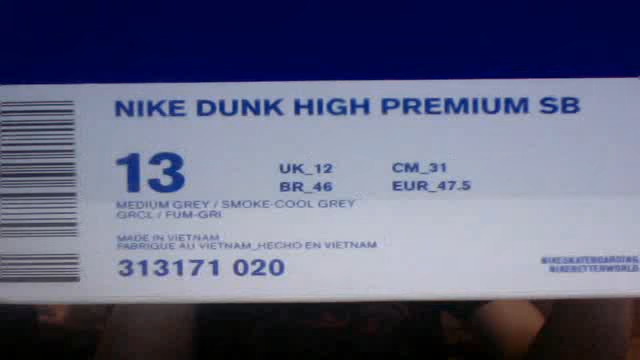 NIKE DUNK HIGH PREMIUM SB
13
UK_12 CM_31
BR_46 EUR_47.5
MEDIUM GREY / SMOKE-COOL GREY
GRCL / FUM-GRI
MADE IN VIETNAM
FABRIQUE AU VIETNAM_HECHO EN VIETNAM
313171 020
NIKESKATEBOARDING
NIKEBETTERWORLD